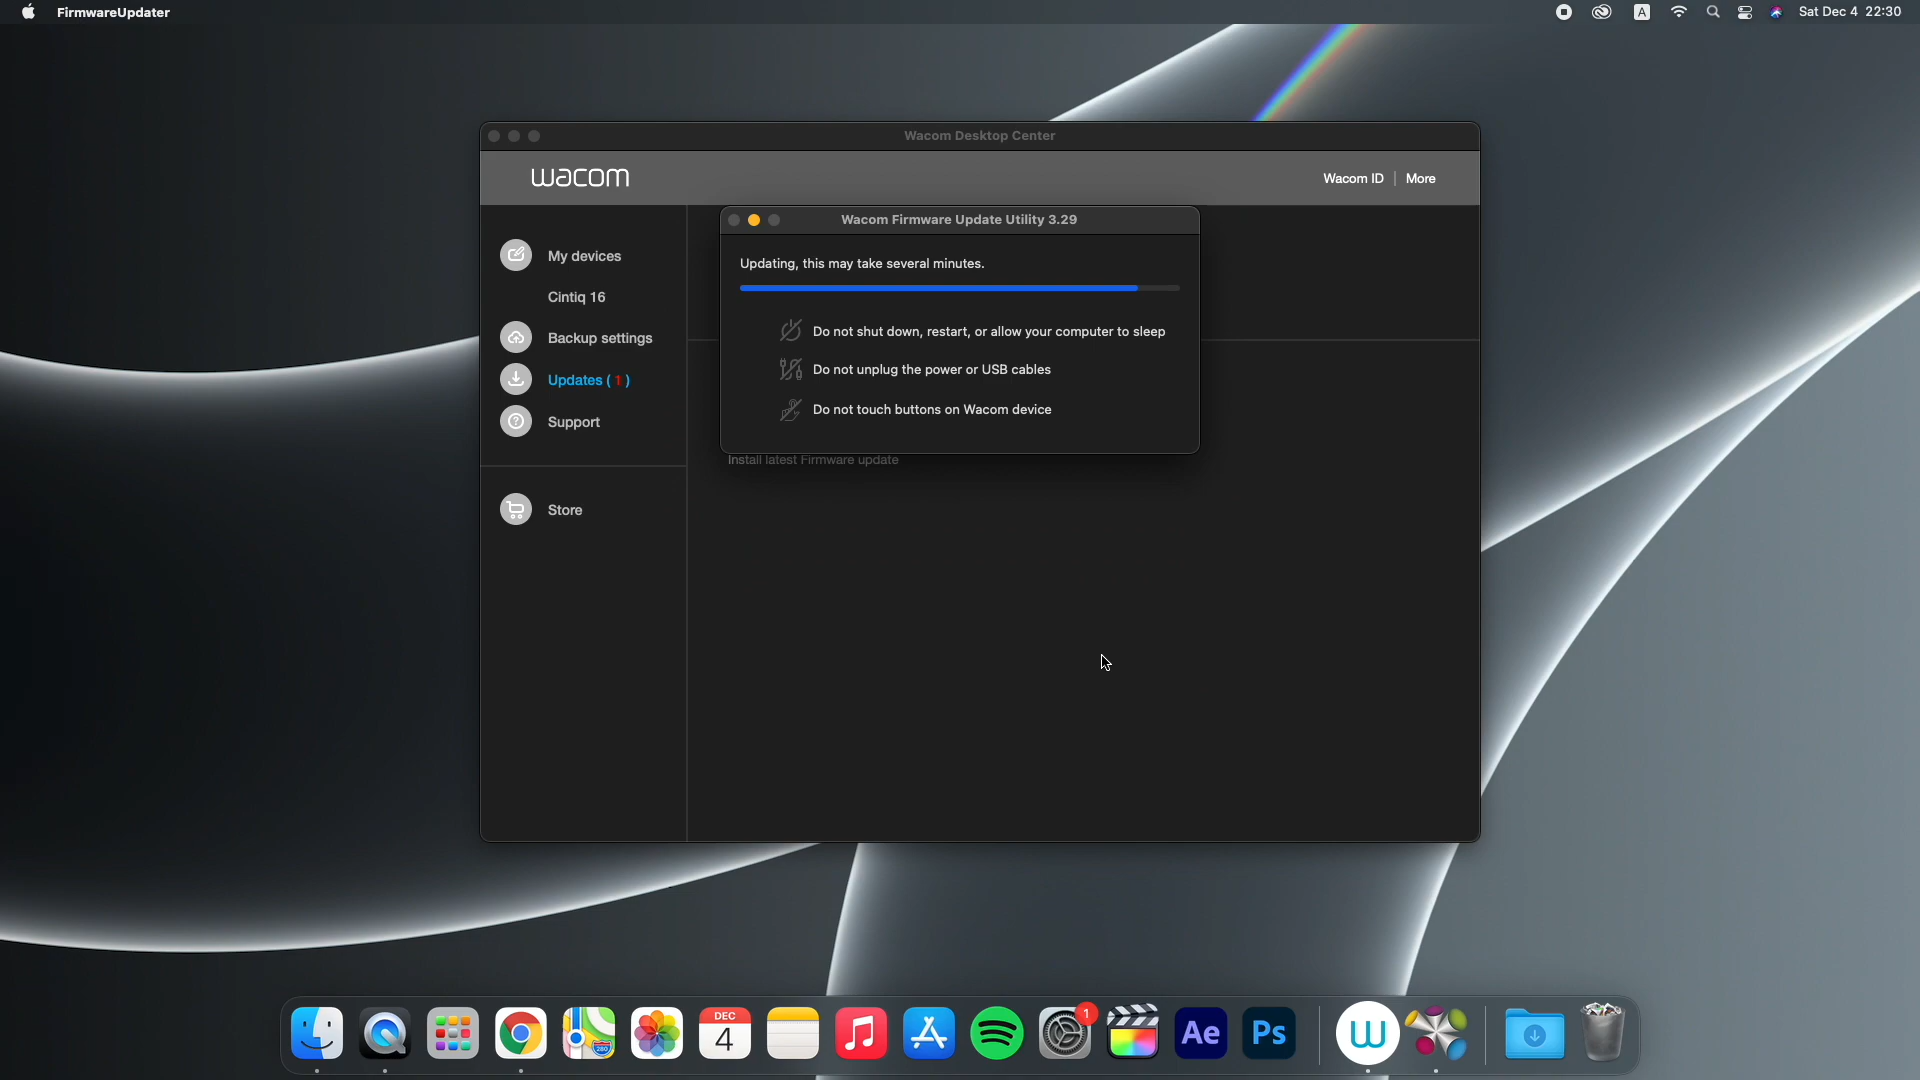 FirmwareUpdater
A
Sat Dec 4 22:30
Wacom Desktop Center
wacom
Wacom ID | More
My devices
Cintiq 16
Backup settings
Updates ( 1 )
Support
Store
Wacom Firmware Update Utility 3.29
Updating, this may take several minutes.
Do not shut down, restart, or allow your computer to sleep
Do not unplug the power or USB cables
Do not touch buttons on Wacom device
Install latest Firmware update
DEC
4
280
1
Ae
Ps
W